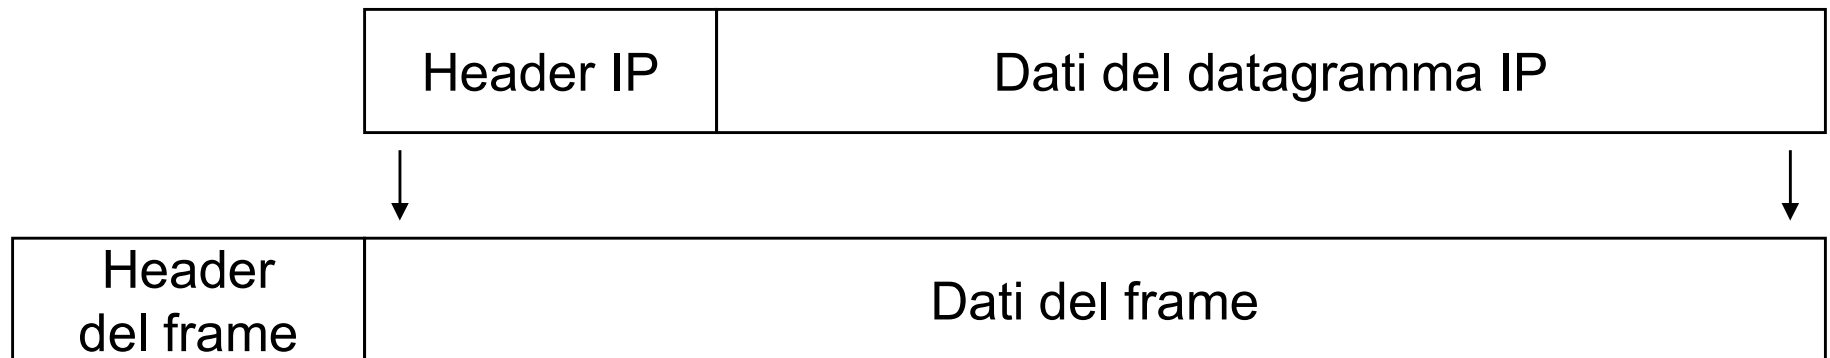 Header IP
Dati del datagramma IP
Header
del frame
Dati del frame